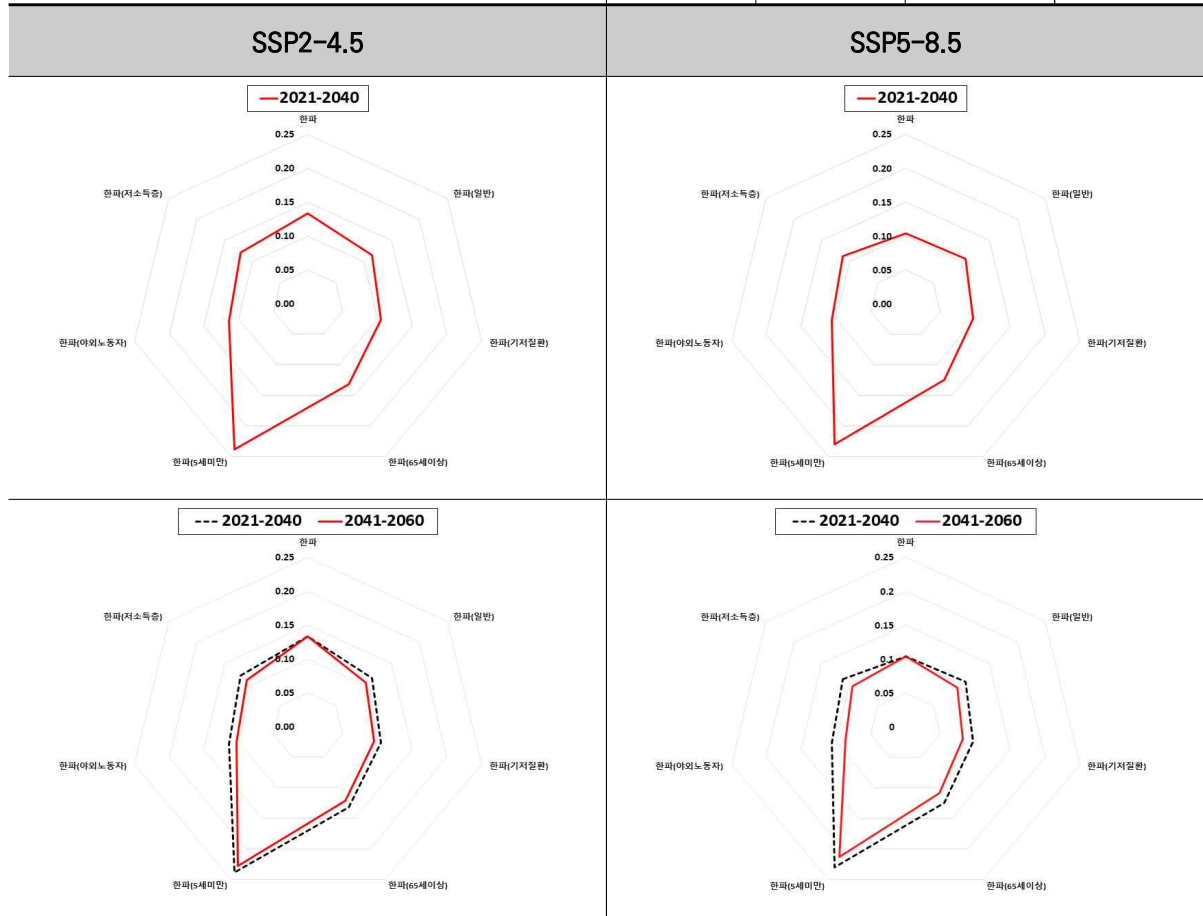 SSP2-4.5
SSP5-8.5
2021-2040
한파
0.25
0.20
0.15
0.10
0.05
0.00
한파(일반)
한파(기저질환)
한파(65세이상)
한파(5세미만)
한파(야외노동자)
한파(저소득층)
2021-2040
한파
0.25
0.20
0.15
0.10
0.05
0.00
한파(일반)
한파(기저질환)
한파(65세이상)
한파(5세미만)
한파(야외노동자)
한파(저소득층)
2021-2040 2041-2060
한파
0.25
0.20
0.15
0.10
0.05
0.00
한파(일반)
한파(기저질환)
한파(65세이상)
한파(5세미만)
한파(야외노동자)
한파(저소득층)
2021-2040 2041-2060
한파
0.25
0.2
0.15
0.1
0.05
0
한파(일반)
한파(기저질환)
한파(65세이상)
한파(5세미만)
한파(야외노동자)
한파(저소득층)